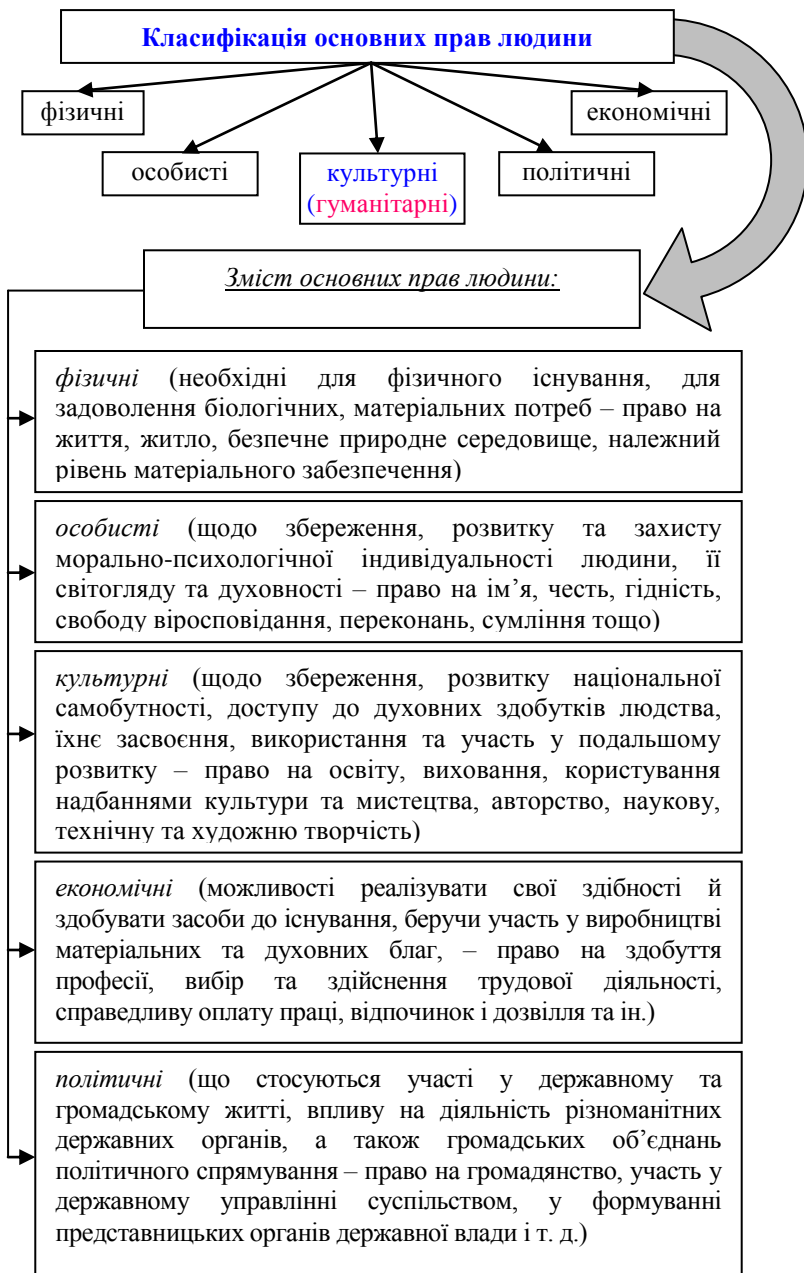 Класифікація основних прав людини
фізичні
економічні
особисті
культурні
(гуманітарні)
політичні
Зміст основних прав людини:
фізичні (необхідні для фізичного існування, для
задоволення біологічних, матеріальних потреб – право на
життя, житло, безпечне природне середовище, належний
рівень матеріального забезпечення)
особисті (щодо збереження, розвитку та захисту
морально-психологічної індивідуальності людини, її
світогляду та духовності – право на ім’я, честь, гідність,
свободу віросповідання, переконань, сумління тощо)
культурні (щодо збереження, розвитку національної
самобутності, доступу до духовних здобутків людства,
їхнє засвоєння, використання та участь у подальшому
розвитку – право на освіту, виховання, користування
надбаннями культури та мистецтва, авторство, наукову,
технічну та художню творчість)
економічні (можливості реалізувати свої здібності й
здобувати засоби до існування, беручи участь у виробництві
матеріальних та духовних благ, – право на здобуття
професії, вибір та здійснення трудової діяльності,
справедливу оплату праці, відпочинок і дозвілля та ін.)
політичні (що стосуються участі у державному та
громадському житті, впливу на діяльність різноманітних
державних органів, а також громадських об’єднань
політичного спрямування – право на громадянство, участь у
державному управлінні суспільством, у формуванні
представницьких органів державної влади і т. д.)